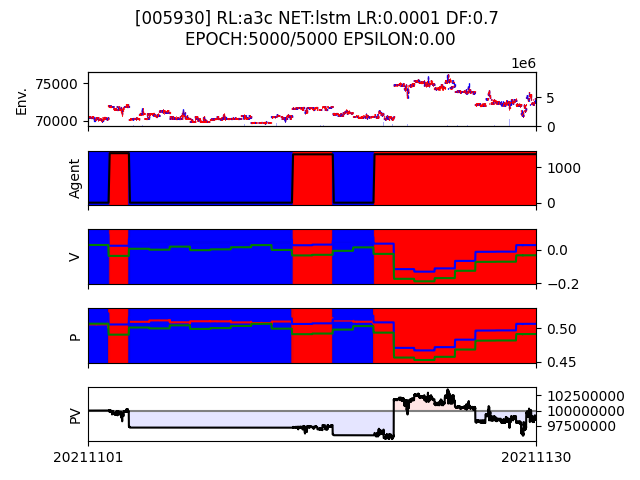 [005930] RL:a3c NET:lstm LR:0.0001 DF:0.7
EPOCH:5000/5000 EPSILON:0.00
1e6
Env.
75000
70000
5
0
Agent
1000
0
V
0.0
−0.2
P
0.50
0.45
PV
102500000
100000000
97500000
20211101
20211130